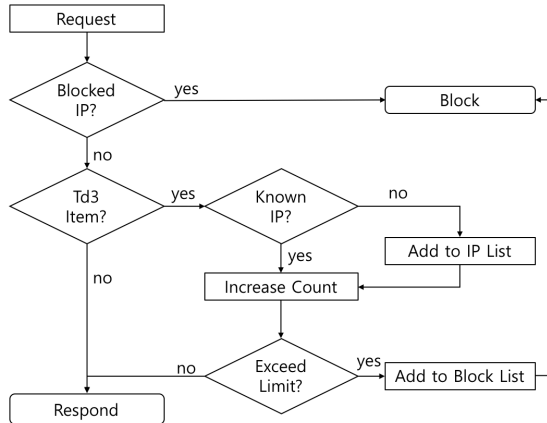 Request
Blocked
IP?
yes
Block
no
Td3
Item?
yes
Known
IP?
no
Add to IP List
yes
no
Increase Count
Exceed
Limit?
no
yes
Add to Block List
Respond